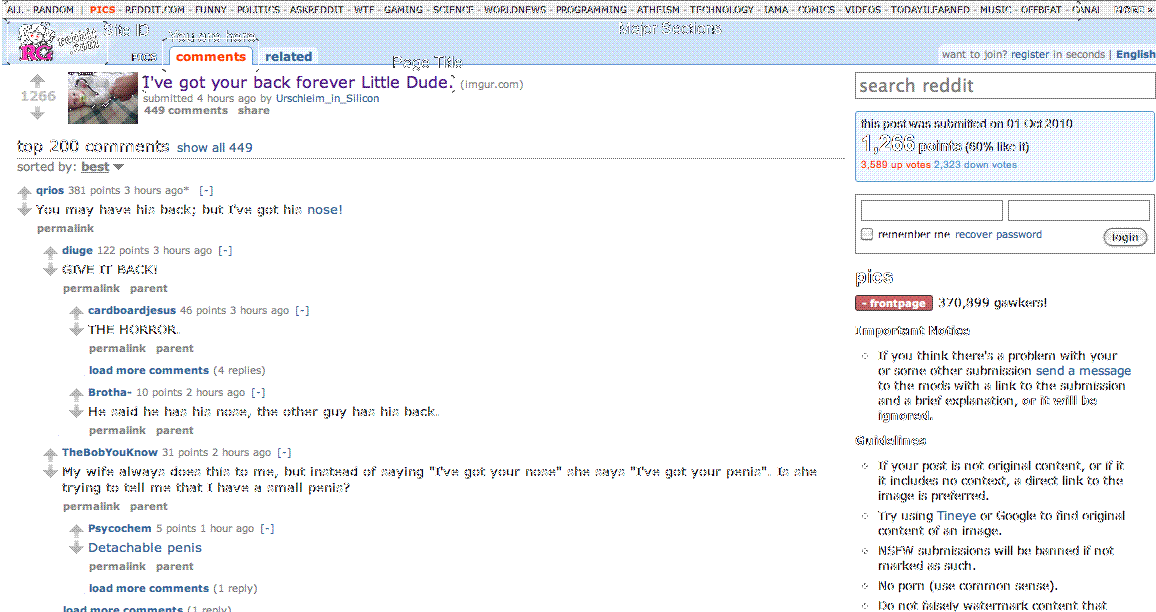 ALL - RANDOM | PICS - REDDIT.COM - FUNNY - POLITICS - ASKREDDIT - WTF - GAMING - SCIENCE - WORLDNEWS - PROGRAMMING - ATHEISM - TECHNOLOGY - IAMA - COMICS - VIDEOS - TODAYILEARNED - MUSIC - OFFBEAT - CANAI MORE »
Site ID
You are here.
Major Sections
PICS comments related
want to join? register in seconds | English
Page Title
I've got your back forever Little Dude. (imgur.com)
1266
submitted 4 hours ago by Urschleim_in_Silicon
449 comments share
top 200 comments show all 449
sorted by: best
qrios 381 points 3 hours ago* [-]
You may have his back; but I've got his nose!
permalink
diuge 122 points 3 hours ago [-]
GIVE IT BACK!
permalink parent
cardboardjesus 46 points 3 hours ago [-]
THE HORROR.
permalink parent
load more comments (4 replies)
Brotha- 10 points 2 hours ago [-]
He said he has his nose, the other guy has his back.
permalink parent
TheBobYouKnow 31 points 2 hours ago [-]
My wife always does this to me, but instead of saying "I've got your nose" she says "I've got your penis". Is she
trying to tell me that I have a small penis?
permalink parent
Psycochem 5 points 1 hour ago [-]
Detachable penis
permalink parent
load more comments (1 reply)
load more comments (1 reply)
search reddit
this post was submitted on 01 Oct 2010
1,266 points (60% like it)
3,589 up votes 2,323 down votes
remember me recover password login
pics
- frontpage 370,899 gawkers!
Important Notice
If you think there's a problem with your
or some other submission send a message
to the mods with a link to the submission
and a brief explanation, or it will be
ignored.
Guidelines
If your post is not original content, or if it
it includes no context, a direct link to the
image is preferred.
Try using Tineye or Google to find original
content of an image.
NSFW submissions will be banned if not
marked as such.
No porn (use common sense).
Do not falsely watermark content that